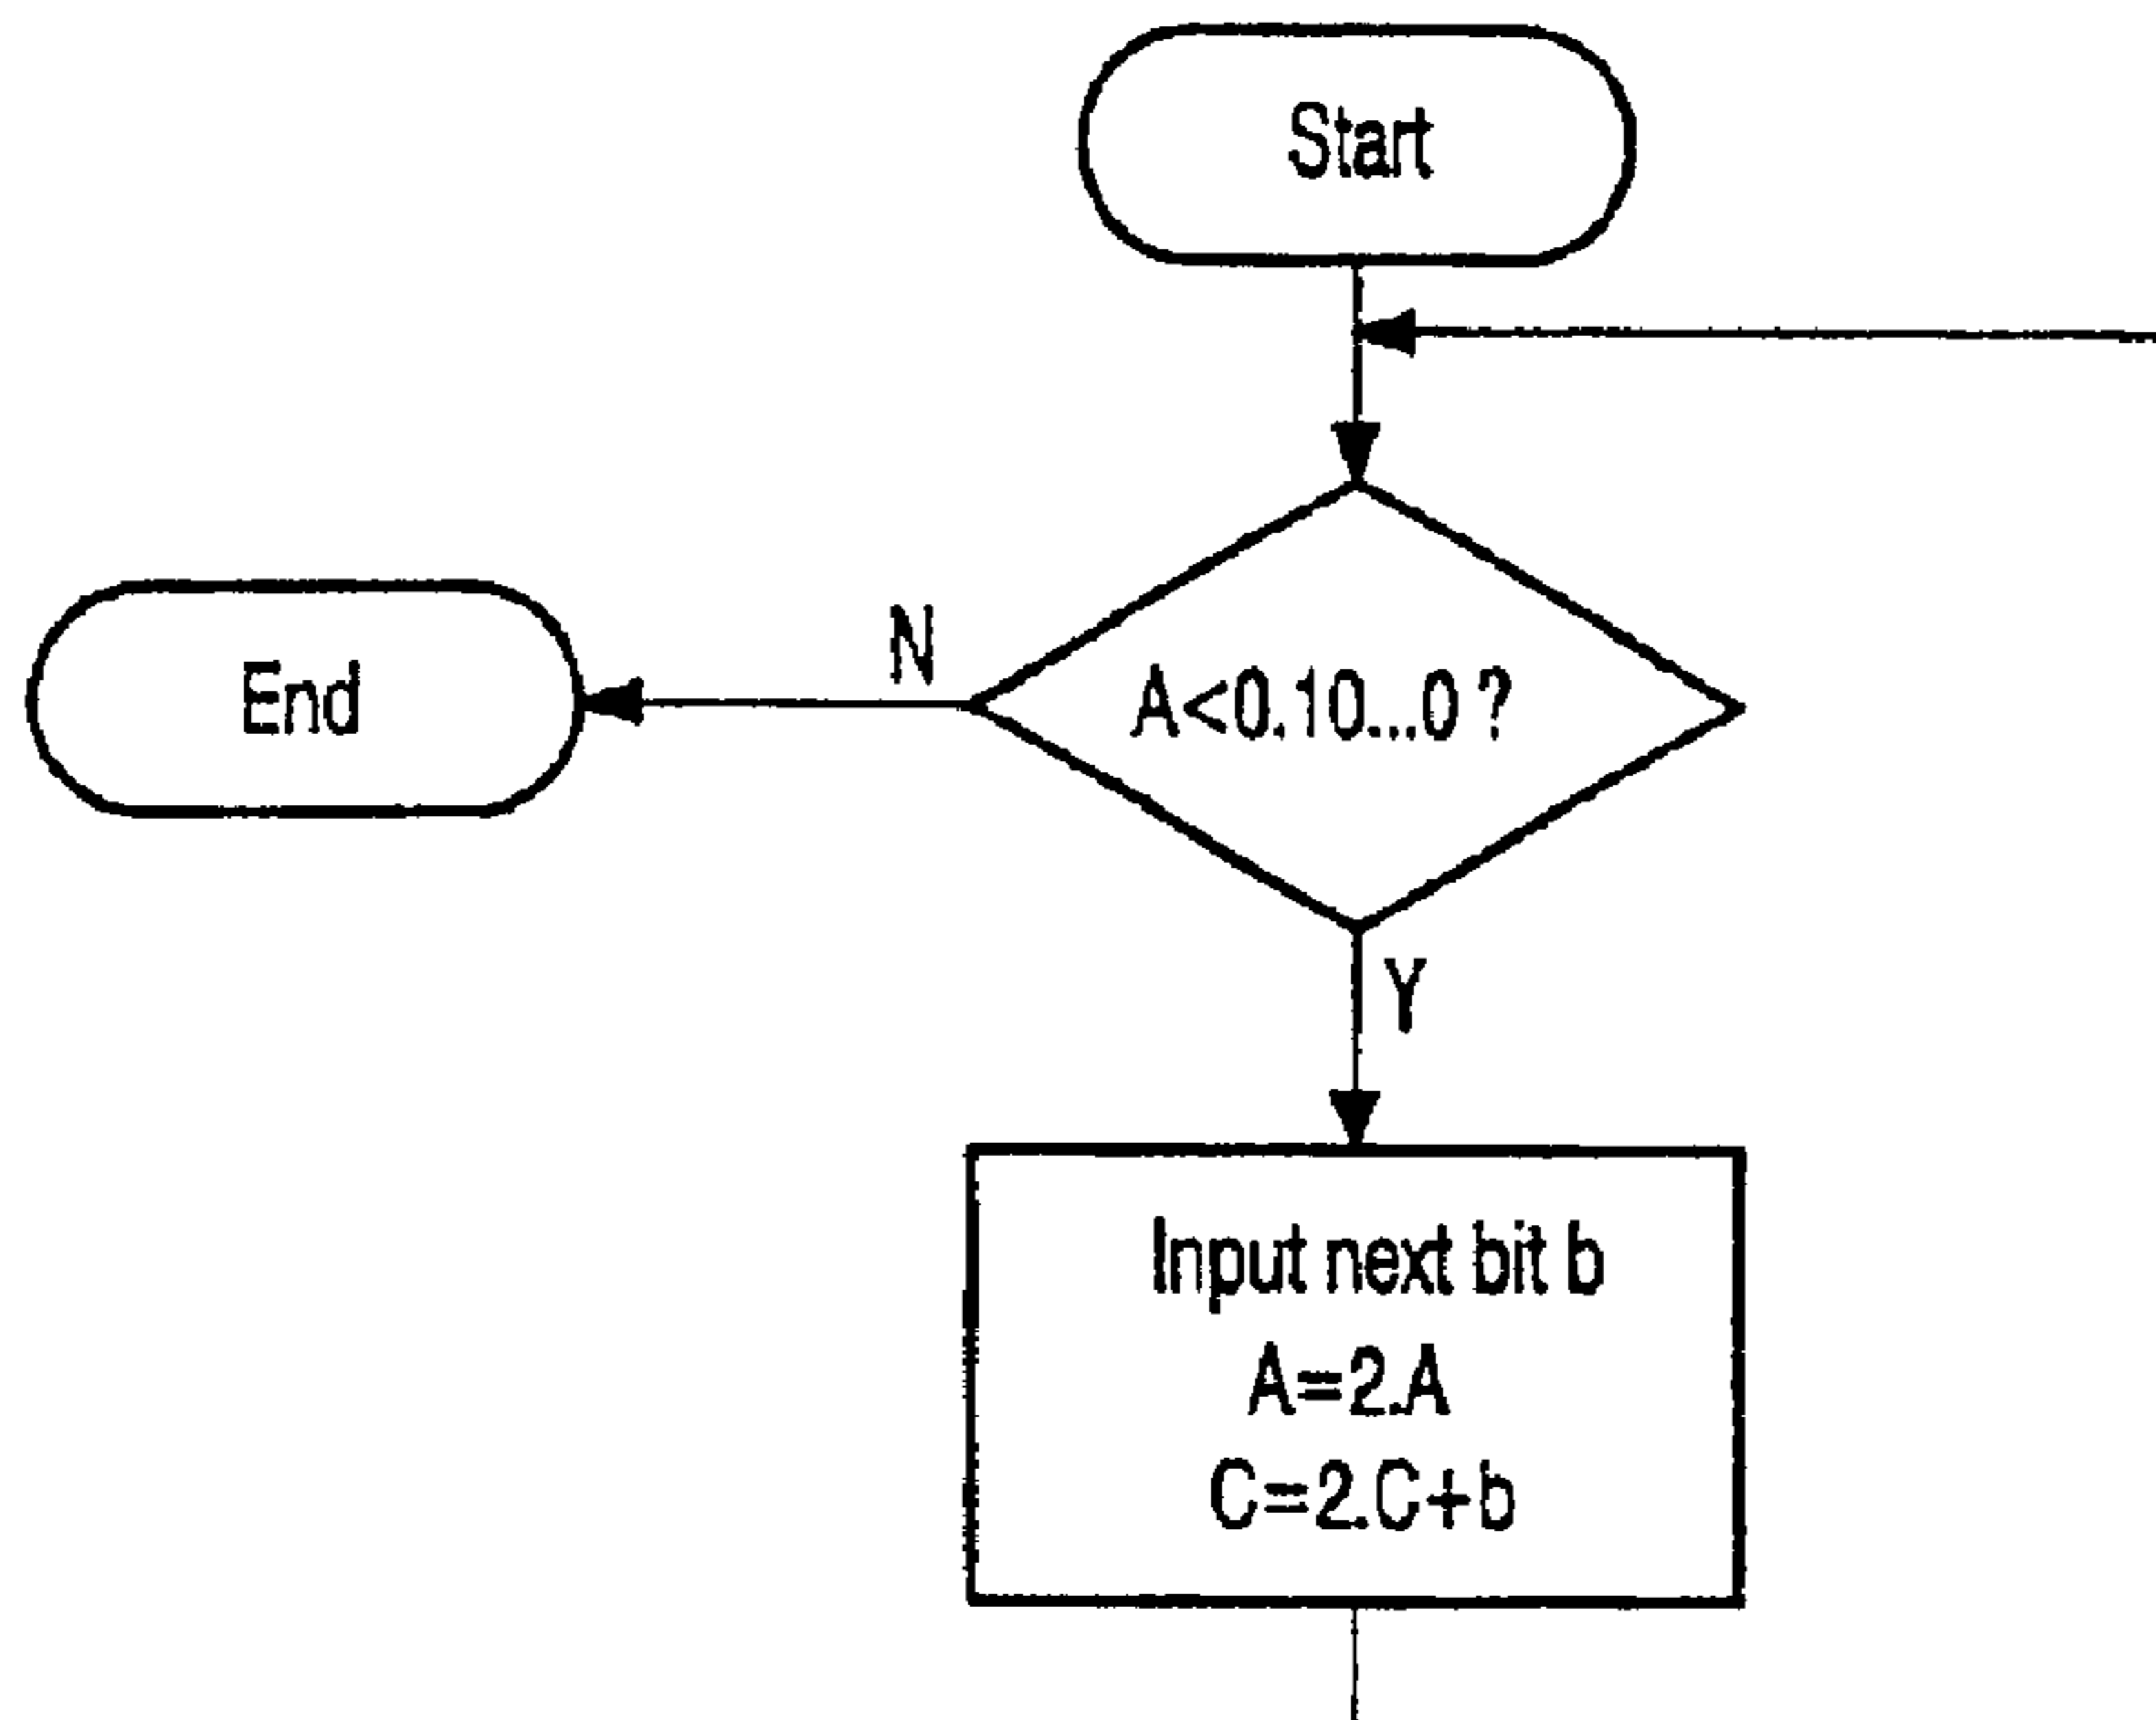 Start
N
A<0.10...0 ?
End
Y
Input next bit b
A=2.A
C=2.C+b